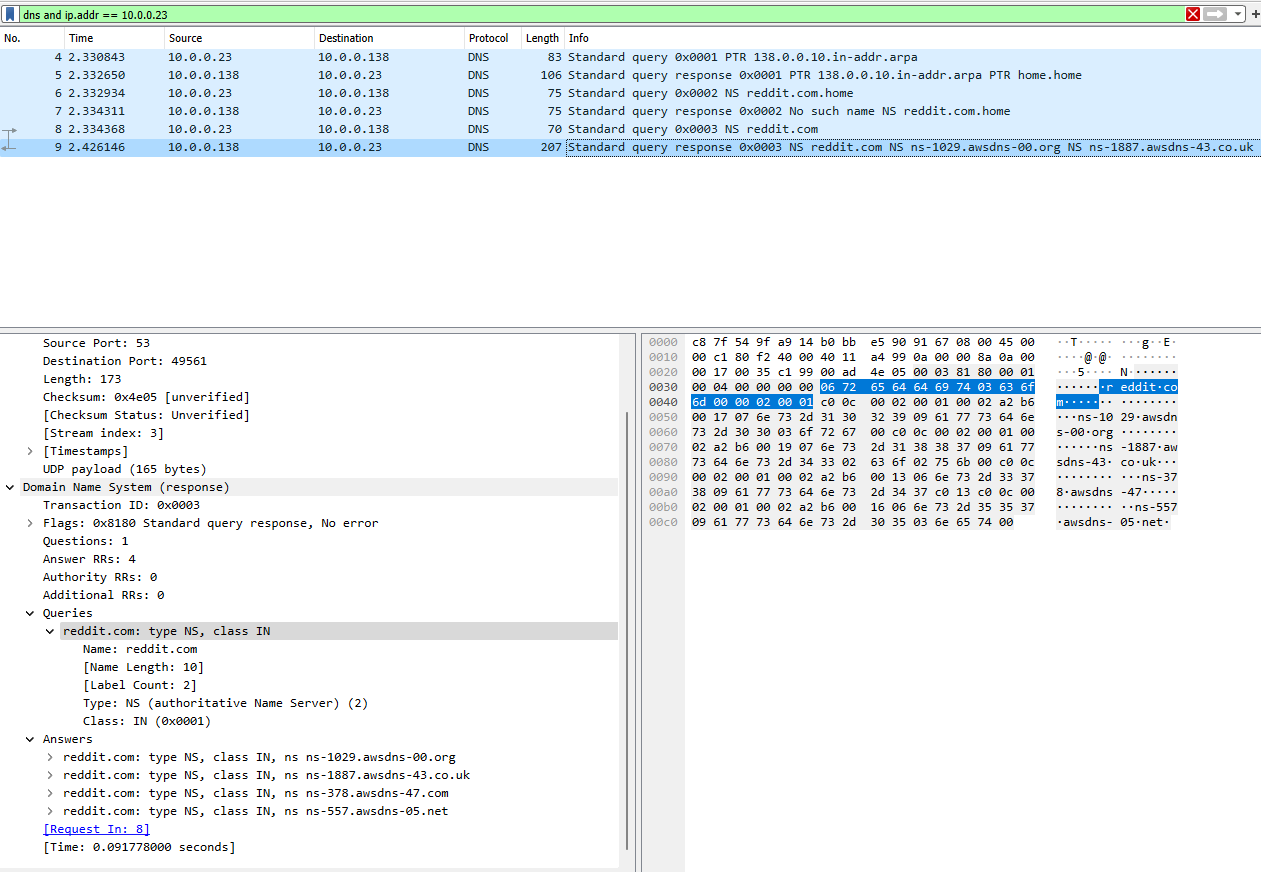 dns and ip.addr == 10.0.0.23
No. Time Source Destination Protocol Length Info
4 2.330843 10.0.0.23 10.0.0.138 DNS 83 Standard query 0x0001 PTR 138.0.0.10.in-addr.arpa
5 2.332650 10.0.0.138 10.0.0.23 DNS 106 Standard query response 0x0001 PTR 138.0.0.10.in-addr.arpa PTR home.home
6 2.332934 10.0.0.23 10.0.0.138 DNS 75 Standard query 0x0002 NS reddit.com.home
7 2.334311 10.0.0.138 10.0.0.23 DNS 75 Standard query response 0x0002 No such name NS reddit.com.home
8 2.334368 10.0.0.23 10.0.0.138 DNS 70 Standard query 0x0003 NS reddit.com
9 2.426146 10.0.0.138 10.0.0.23 DNS 207 Standard query response 0x0003 NS reddit.com NS ns-1029.awsdns-00.org NS ns-1887.awsdns-43.co.uk
Source Port: 53
Destination Port: 49561
Length: 173
Checksum: 0x4e05 [unverified]
[Checksum Status: Unverified]
[Stream index: 3]
[Timestamps]
UDP payload (165 bytes)
Domain Name System (response)
Transaction ID: 0x0003
Flags: 0x8180 Standard query response, No error
Questions: 1
Answer RRs: 4
Authority RRs: 0
Additional RRs: 0
Queries
reddit.com: type NS, class IN
Name: reddit.com
[Name Length: 10]
[Label Count: 2]
Type: NS (authoritative Name Server) (2)
Class: IN (0x0001)
Answers
reddit.com: type NS, class IN, ns ns-1029.awsdns-00.org
reddit.com: type NS, class IN, ns ns-1887.awsdns-43.co.uk
reddit.com: type NS, class IN, ns ns-378.awsdns-47.com
reddit.com: type NS, class IN, ns ns-557.awsdns-05.net
[Request In: 8]
[Time: 0.091778000 seconds]
0000 c8 7f 54 9f a9 14 b0 bb e5 90 91 67 08 00 45 00 ··T····· ···g··E·
0010 00 c1 80 f2 40 00 40 11 a4 99 0a 00 00 8a 0a 00 ····@·@· ········
0020 00 17 00 35 c1 99 00 ad 4e 05 00 03 81 80 00 01 ···5···· N·······
0030 00 04 00 00 00 00 06 72 65 64 64 69 74 03 63 6f ·······r eddit·co
0040 6d 00 00 02 00 01 c0 0c 00 02 00 01 00 02 a2 b6 m······· ········
0050 00 17 07 6e 73 2d 31 30 32 39 09 61 77 73 64 6e ···ns-10 29·awsdn
0060 73 2d 30 30 03 6f 72 67 00 c0 0c 00 02 00 01 00 s-00·org ········
0070 02 a2 b6 00 19 07 6e 73 2d 31 38 38 37 09 61 77 ······ns -1887·aw
0080 73 64 6e 73 2d 34 33 02 63 6f 02 75 6b 00 c0 0c sdns-43· co·uk···
0090 00 02 00 01 00 02 a2 b6 00 13 06 6e 73 2d 33 37 ········ ···ns-37
00a0 38 09 61 77 73 64 6e 73 2d 34 37 c0 13 c0 0c 00 8·awsdns -47·····
00b0 02 00 01 00 02 a2 b6 00 16 06 6e 73 2d 35 35 37 ········ ··ns-557
00c0 09 61 77 73 64 6e 73 2d 30 35 03 6e 65 74 00 ·awsdns- 05·net·